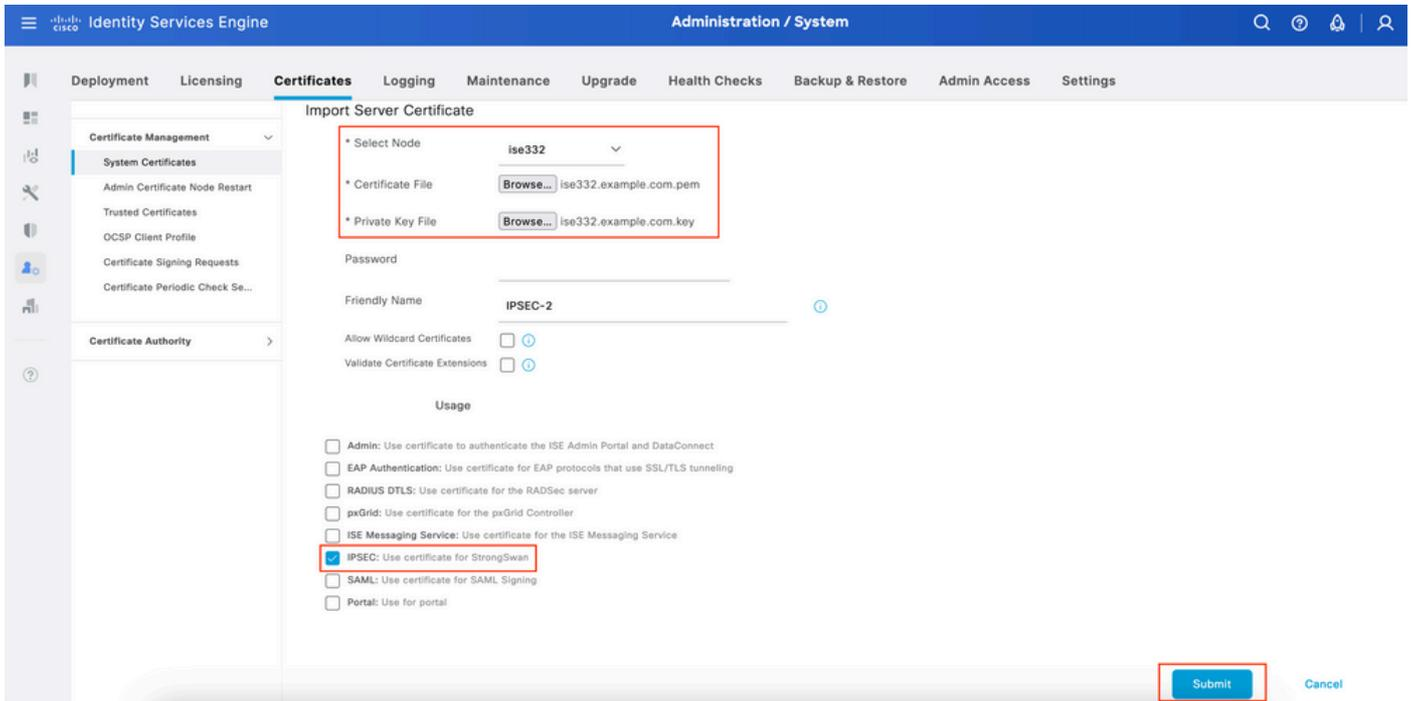 cisco Identity Services Engine
Administration / System
Deployment Licensing Certificates Logging Maintenance Upgrade Health Checks Backup & Restore Admin Access Settings
Certificate Management
System Certificates
Admin Certificate Node Restart
Trusted Certificates
OCSP Client Profile
Certificate Signing Requests
Certificate Periodic Check Se...
Certificate Authority
Import Server Certificate
* Select Node ise332
* Certificate File Browse... ise332.example.com.pem
* Private Key File Browse... ise332.example.com.key
Password
Friendly Name IPSEC-2
Allow Wildcard Certificates
Validate Certificate Extensions
Usage
Admin: Use certificate to authenticate the ISE Admin Portal and DataConnect
EAP Authentication: Use certificate for EAP protocols that use SSL/TLS tunneling
RADIUS DTLS: Use certificate for the RADSec server
pxGrid: Use certificate for the pxGrid Controller
ISE Messaging Service: Use certificate for the ISE Messaging Service
IPSEC: Use certificate for StrongSwan
SAML: Use certificate for SAML Signing
Portal: Use for portal
Submit Cancel